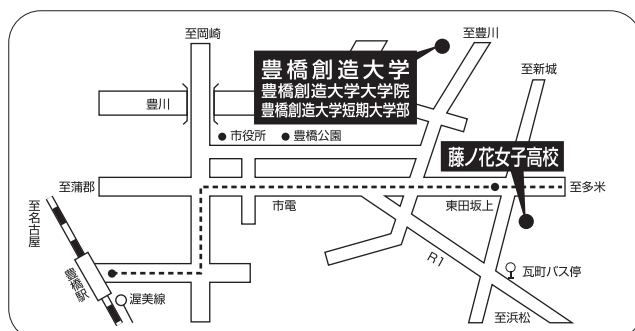 至岡崎
至豊川
豊橋創造大学
豊橋創造大学大学院
豊橋創造大学短期大学部
至新城
豊川
市役所
豊橋公園
藤ノ花女子高校
至蒲郡
至多米
市電
東田坂上
至名古屋
豊橋駅
渥美線
R1
瓦町バス停
至浜松